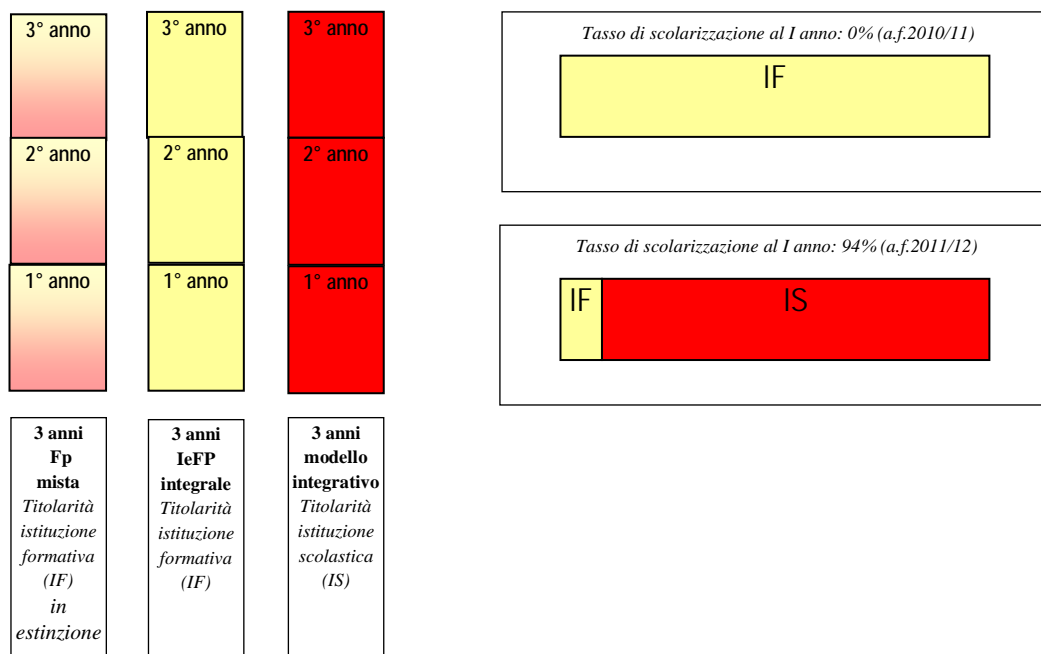 3° anno
2° anno
1° anno
3 anni
Fp
mista
Titolarità
istituzione
formativa
(IF)
in
estinzione
3° anno
2° anno
1° anno
3 anni
IeFP
integrale
Titolarità
istituzione
formativa
(IF)
3° anno
2° anno
1° anno
3 anni
modello
integrativo
Titolarità
istituzione
scolastica
(IS)
Tasso di scolarizzazione al I anno: 0% (a.f.2010/11)
IF
Tasso di scolarizzazione al I anno: 94% (a.f.2011/12)
IF
IS